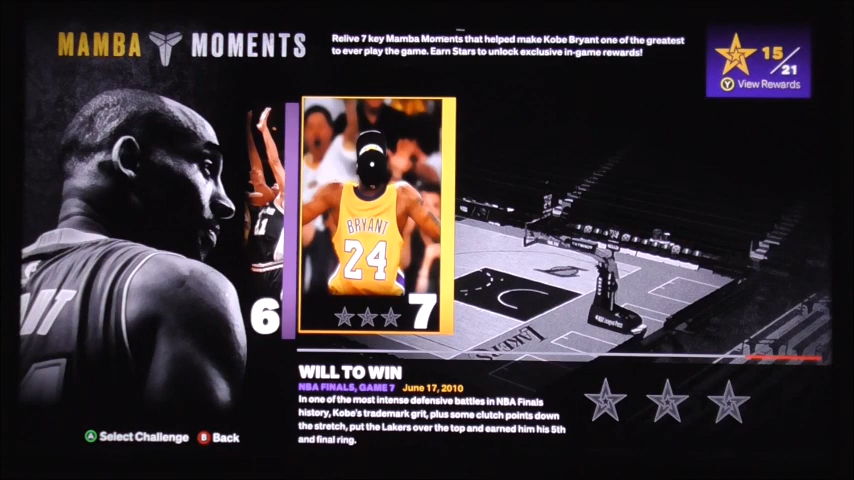 MAMBA MOMENTS
Relive 7 key Mamba Moments that helped make Kobe Bryant one of the greatest
to ever play the game. Earn Stars to unlock exclusive in-game rewards!
15/21
Y View Rewards
11
BRYANT
24
6
7
LAKERS
WILL TO WIN
NBA FINALS, GAME 7 June 17, 2010
In one of the most intense defensive battles in NBA Finals
history, Kobe's trademark grit, plus some clutch points down
the stretch, put the Lakers over the top and earned him his 5th
and final ring.
A Select Challenge B Back